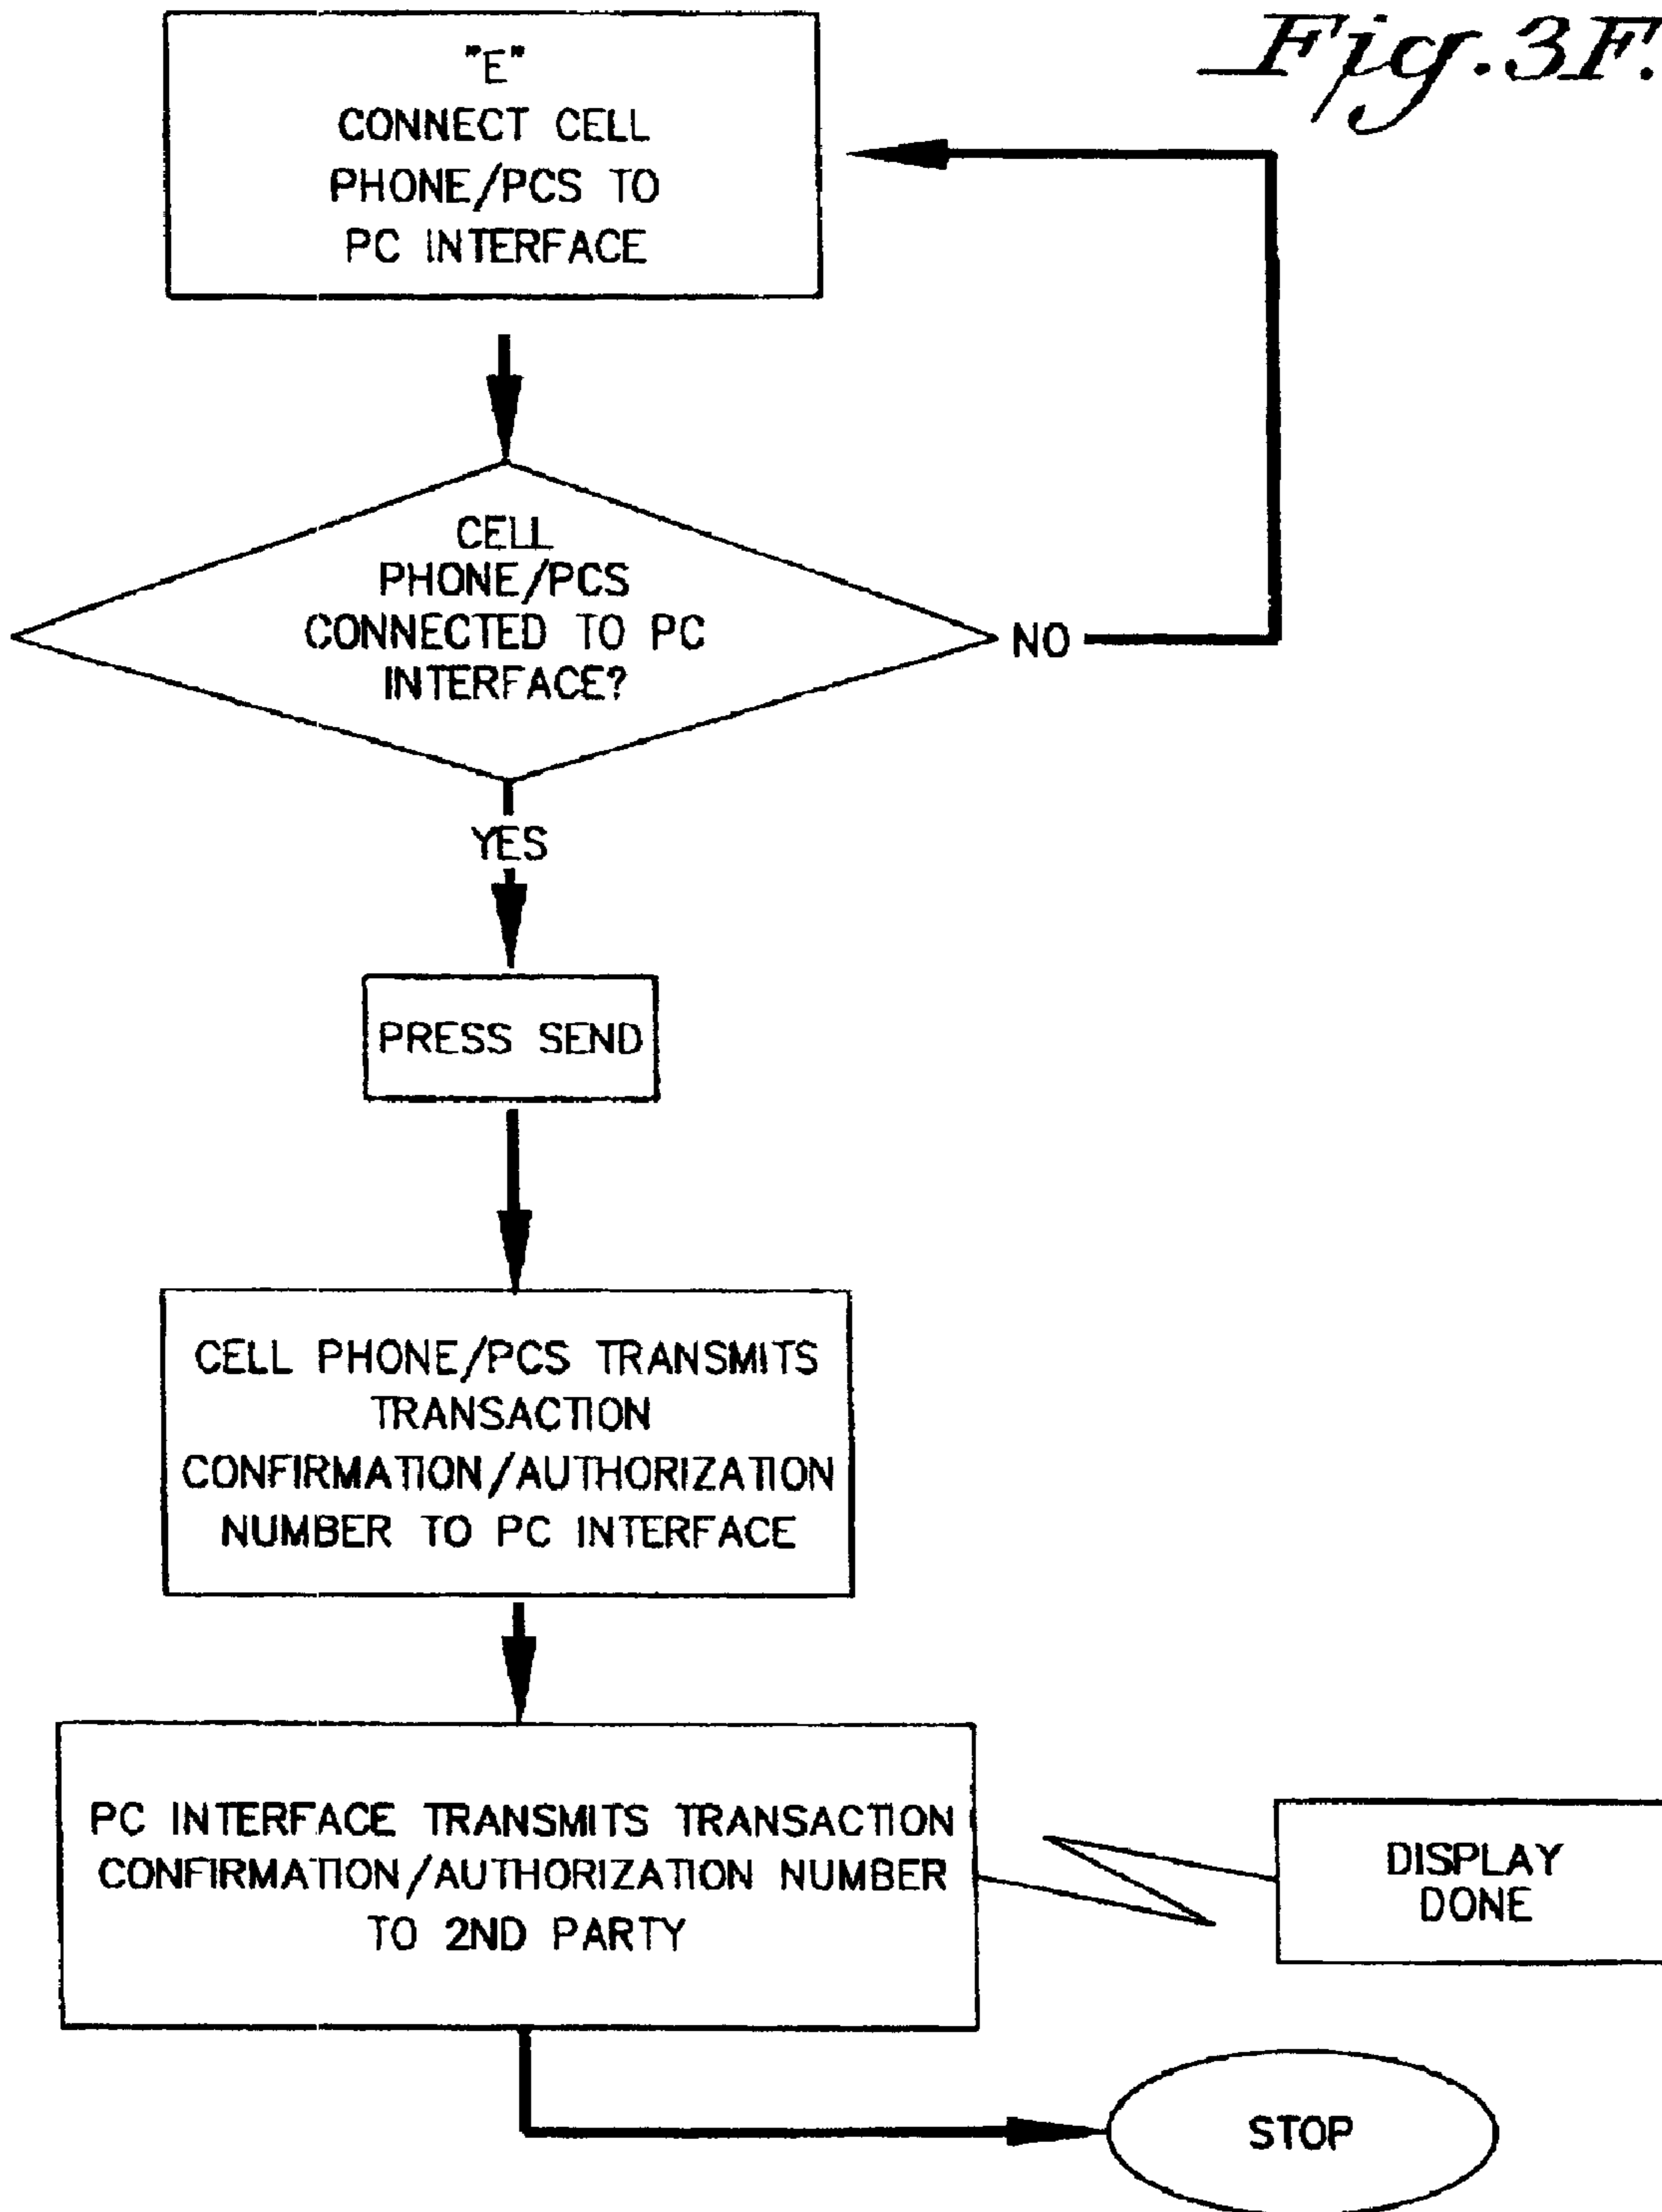 Fig.3F.
"E"
CONNECT CELL
PHONE/PCS TO
PC INTERFACE
CELL
PHONE/PCS
CONNECTED TO PC
INTERFACE?
NO
YES
PRESS SEND
CELL PHONE/PCS TRANSMITS
TRANSACTION
CONFIRMATION/AUTHORIZATION
NUMBER TO PC INTERFACE
PC INTERFACE TRANSMITS TRANSACTION
CONFIRMATION/AUTHORIZATION NUMBER
TO 2ND PARTY
DISPLAY
DONE
STOP